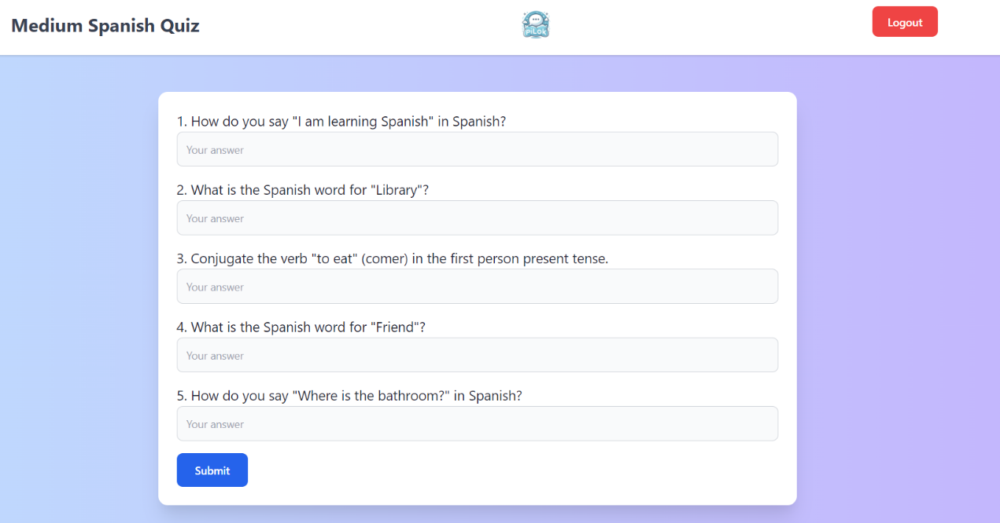 Medium Spanish Quiz
PiLok
Logout
1. How do you say "I am learning Spanish" in Spanish?
Your answer
2. What is the Spanish word for "Library"?
Your answer
3. Conjugate the verb "to eat" (comer) in the first person present tense.
Your answer
4. What is the Spanish word for "Friend"?
Your answer
5. How do you say "Where is the bathroom?" in Spanish?
Your answer
Submit